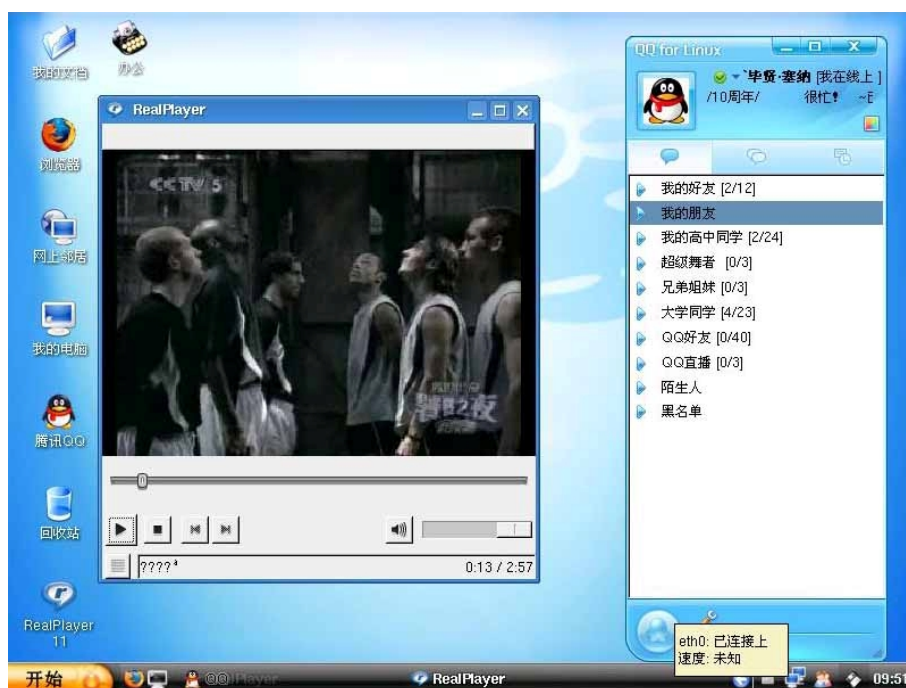 我的文档
办公
浏览器
网上邻居
我的电脑
腾讯QQ
回收站
RealPlayer
11
RealPlayer
CCTV 5
之夜
????
0:13 / 2:57
QQ for Linux
毕贤·塞纳 [我在线上]
/10周年/ 很忙! ~E
我的好友 [2/12]
我的朋友
我的高中同学 [2/24]
超级舞者 [0/3]
兄弟姐妹 [0/3]
大学同学 [4/23]
QQ好友 [0/40]
QQ直播 [0/3]
陌生人
黑名单
eth0: 已连接上
速度: 未知
开始
QQ
RealPlayer
09:51